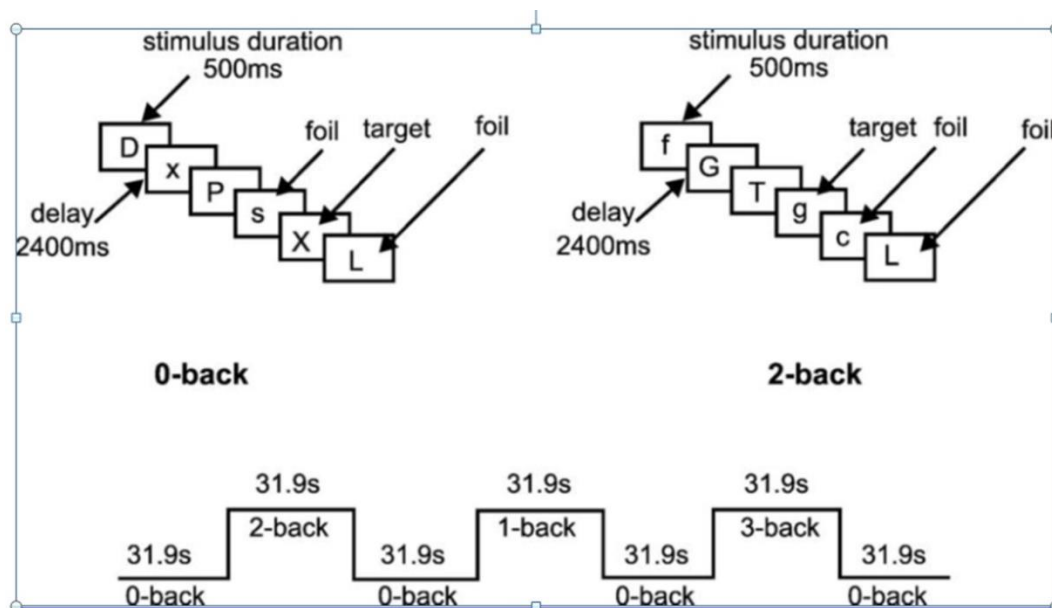 stimulus duration
500ms
D
x
P
s
X
L
foil
target
foil
delay
2400ms
0-back
stimulus duration
500ms
f
G
T
g
c
L
target
foil
foil
delay
2400ms
2-back
31.9s
0-back
31.9s
2-back
31.9s
0-back
31.9s
1-back
31.9s
0-back
31.9s
3-back
31.9s
0-back